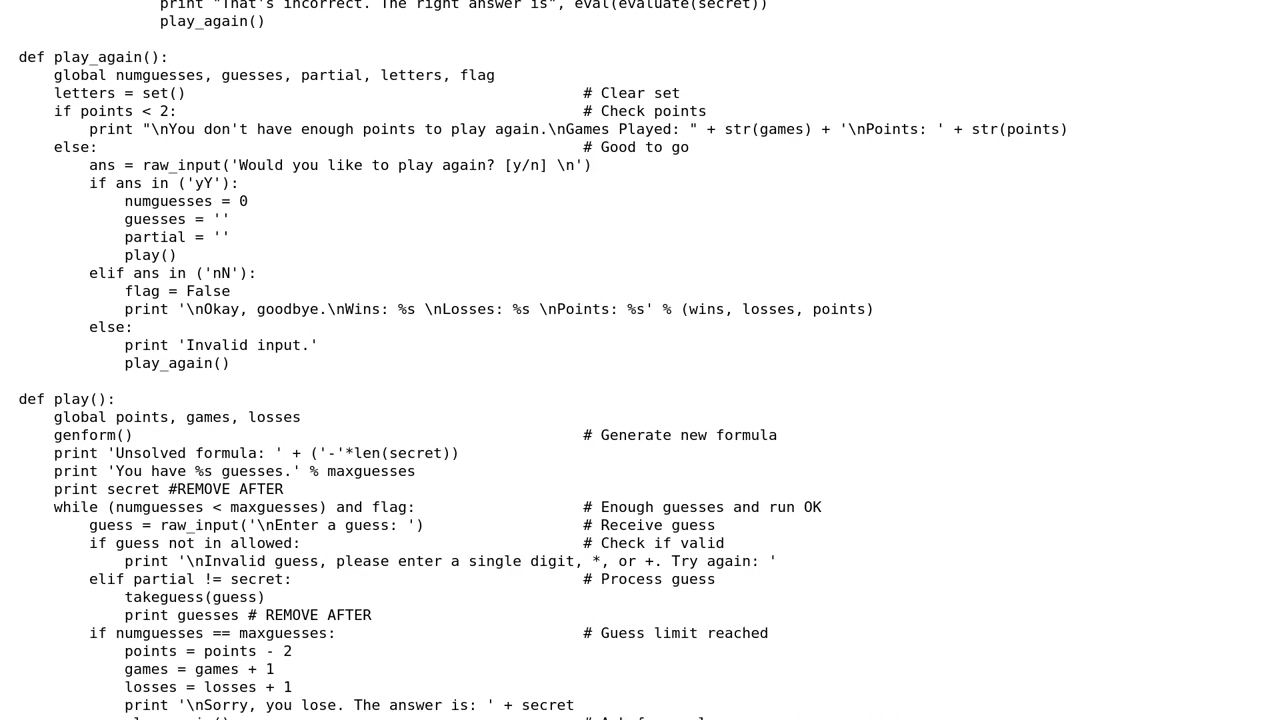 print "That's incorrect. The right answer is", eval(evaluate(secret))
play_again()
def play_again():
global numguesses, guesses, partial, letters, flag
letters = set() # Clear set
if points < 2: # Check points
print "\nYou don't have enough points to play again.\nGames Played: " + str(games) + '\nPoints: ' + str(points)
else: # Good to go
ans = raw_input('Would you like to play again? [y/n] \n')
if ans in ('yY'):
numguesses = 0
guesses = ''
partial = ''
play()
elif ans in ('nN'):
flag = False
print '\nOkay, goodbye.\nWins: %s \nLosses: %s \nPoints: %s' % (wins, losses, points)
else:
print 'Invalid input.'
play_again()
def play():
global points, games, losses
genform() # Generate new formula
print 'Unsolved formula: ' + ('-'*len(secret))
print 'You have %s guesses.' % maxguesses
print secret #REMOVE AFTER
while (numguesses < maxguesses) and flag: # Enough guesses and run OK
guess = raw_input('\nEnter a guess: ') # Receive guess
if guess not in allowed: # Check if valid
print '\nInvalid guess, please enter a single digit, *, or +. Try again: '
elif partial != secret: # Process guess
takeguess(guess)
print guesses # REMOVE AFTER
if numguesses == maxguesses: # Guess limit reached
points = points - 2
games = games + 1
losses = losses + 1
print '\nSorry, you lose. The answer is: ' + secret